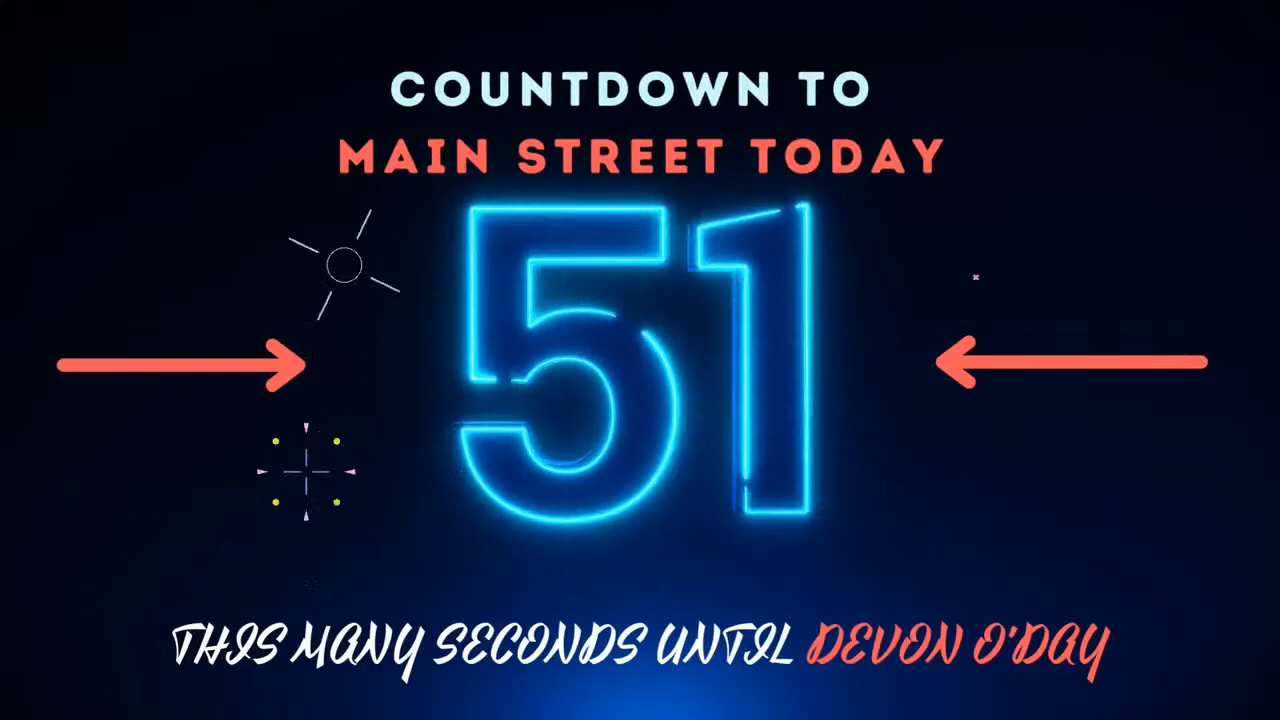 COUNTDOWN TO
MAIN STREET TODAY
51
THIS MANY SECONDS UNTIL DEVON O'DAY